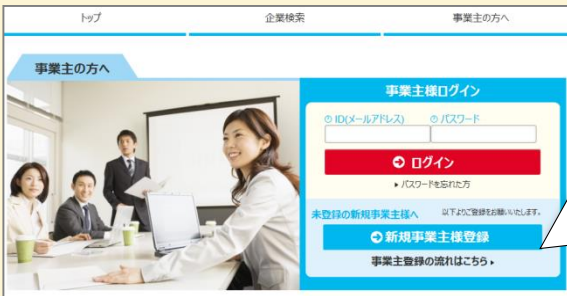 トップ
企業検索
事業主の方へ
事業主の方へ
事業主様ログイン
ID(メールアドレス)
パスワード
ログイン
パスワードを忘れた方
未登録の新規事業主様へ
以下よりご登録をお願いいたします。
新規事業主様登録
事業主登録の流れはこちら